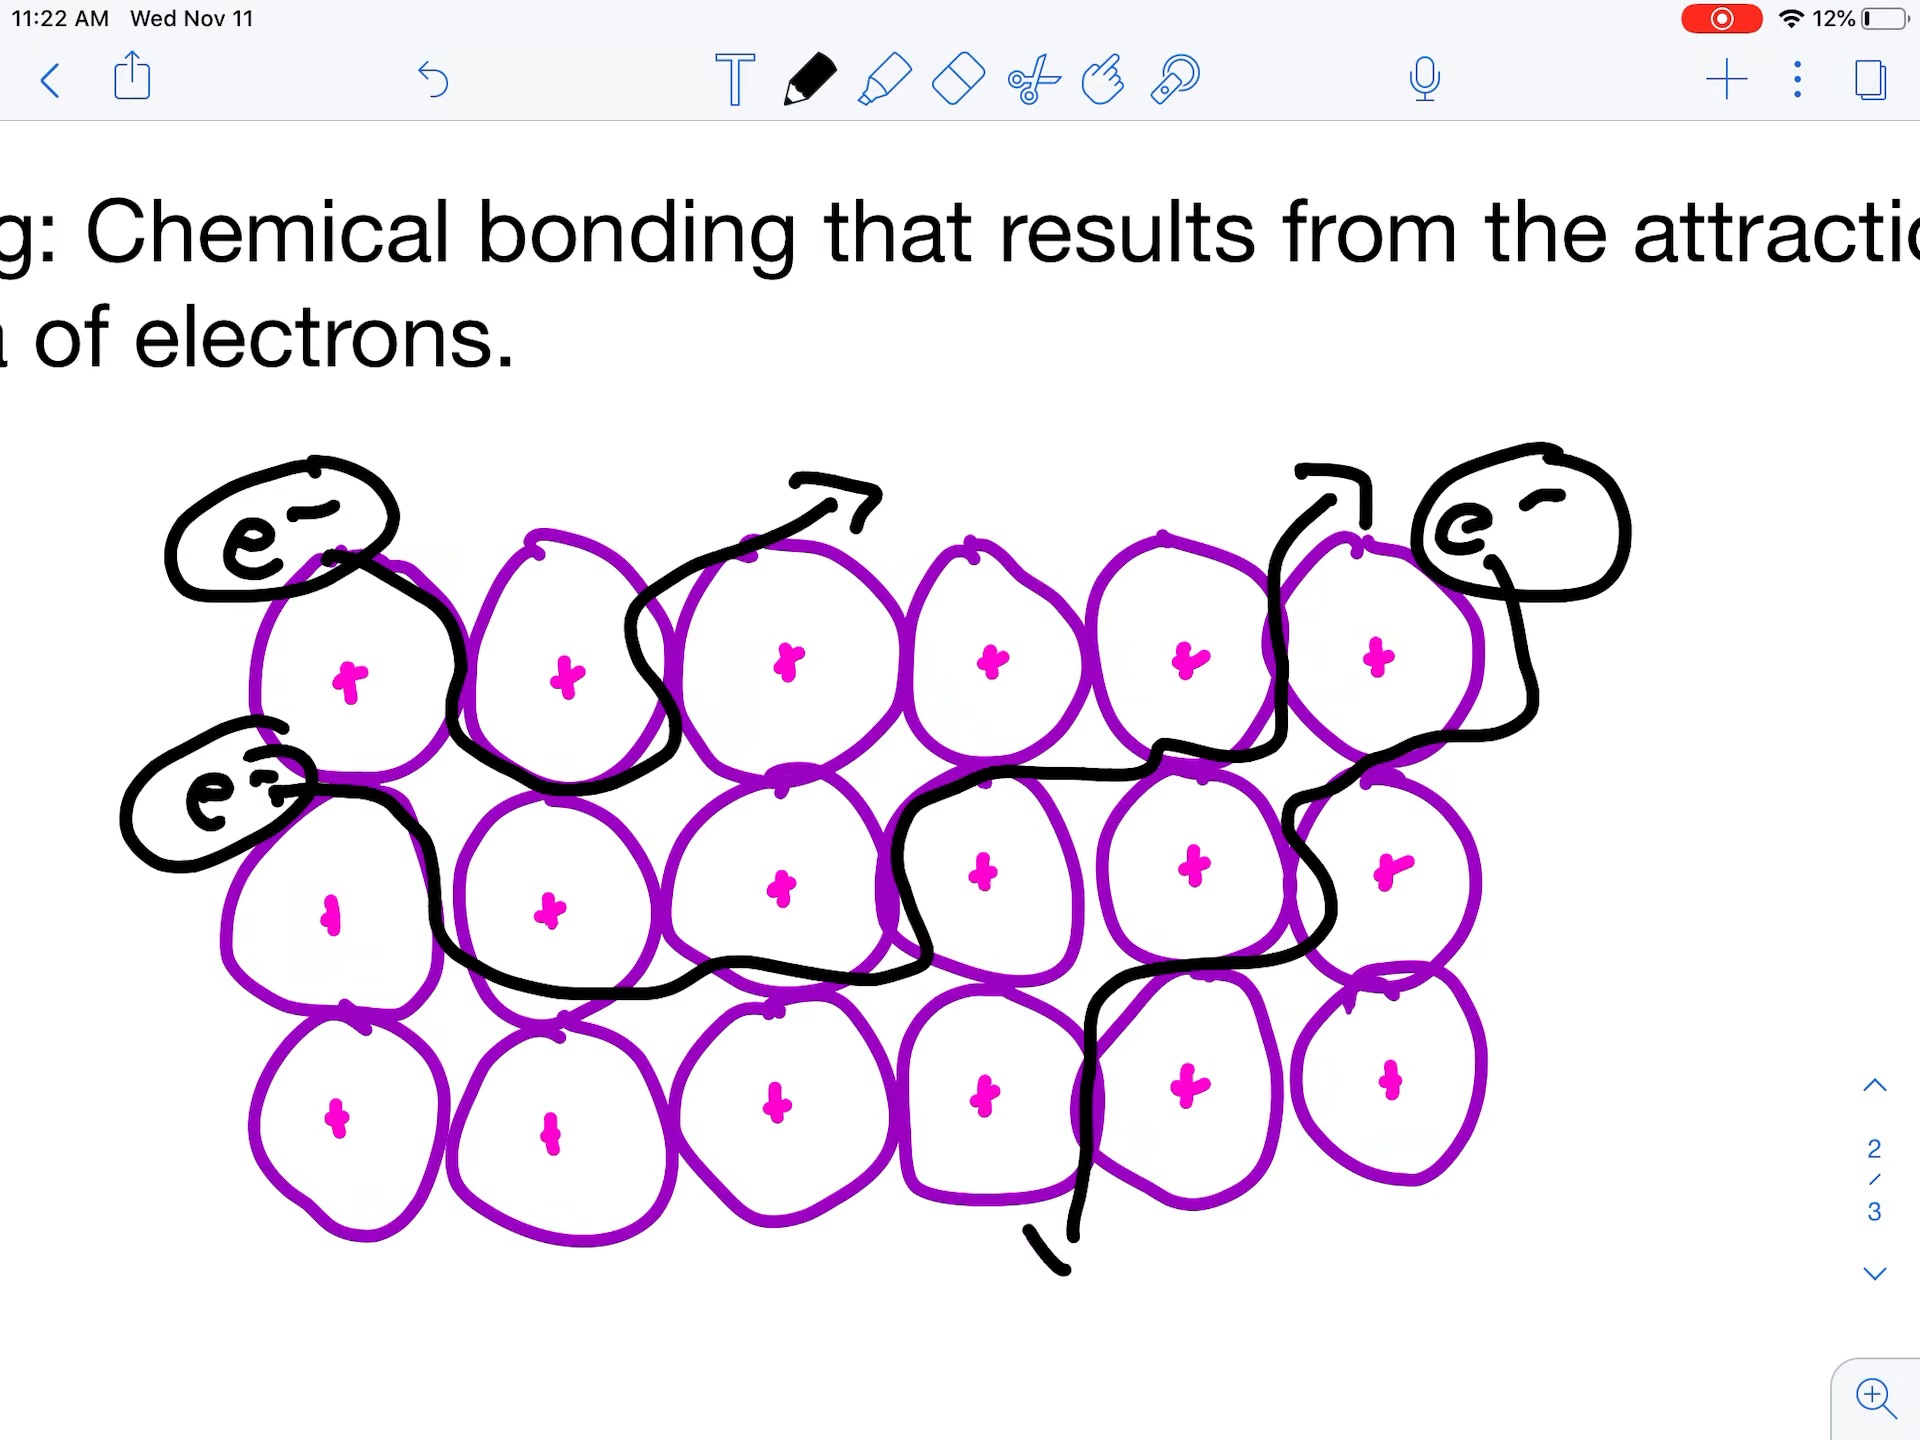 11:22 AM Wed Nov 11
12%
T
g: Chemical bonding that results from the attractio
a of electrons.
e⁻
e⁻
e⁻
+ + + + + +
+ + + + + +
+ + + + + +
2
/
3